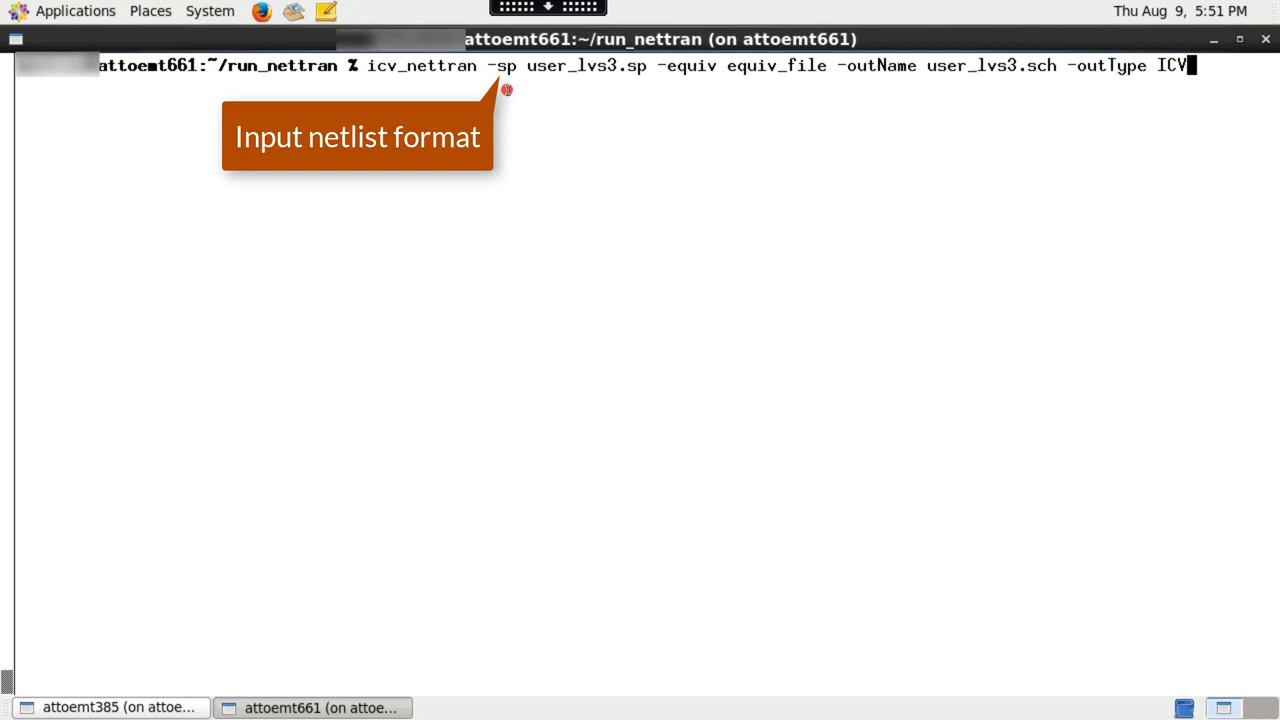 Applications Places System Thu Aug 9, 5:51 PM
attoemt661:~/run_nettran (on attoemt661)
attoemt661:~/run_nettran % icv_nettran -sp user_lvs3.sp -equiv equiv_file -outName user_lvs3.sch -outType ICV
Input netlist format
attoemt385 (on attoe... attoemt661 (on attoe...